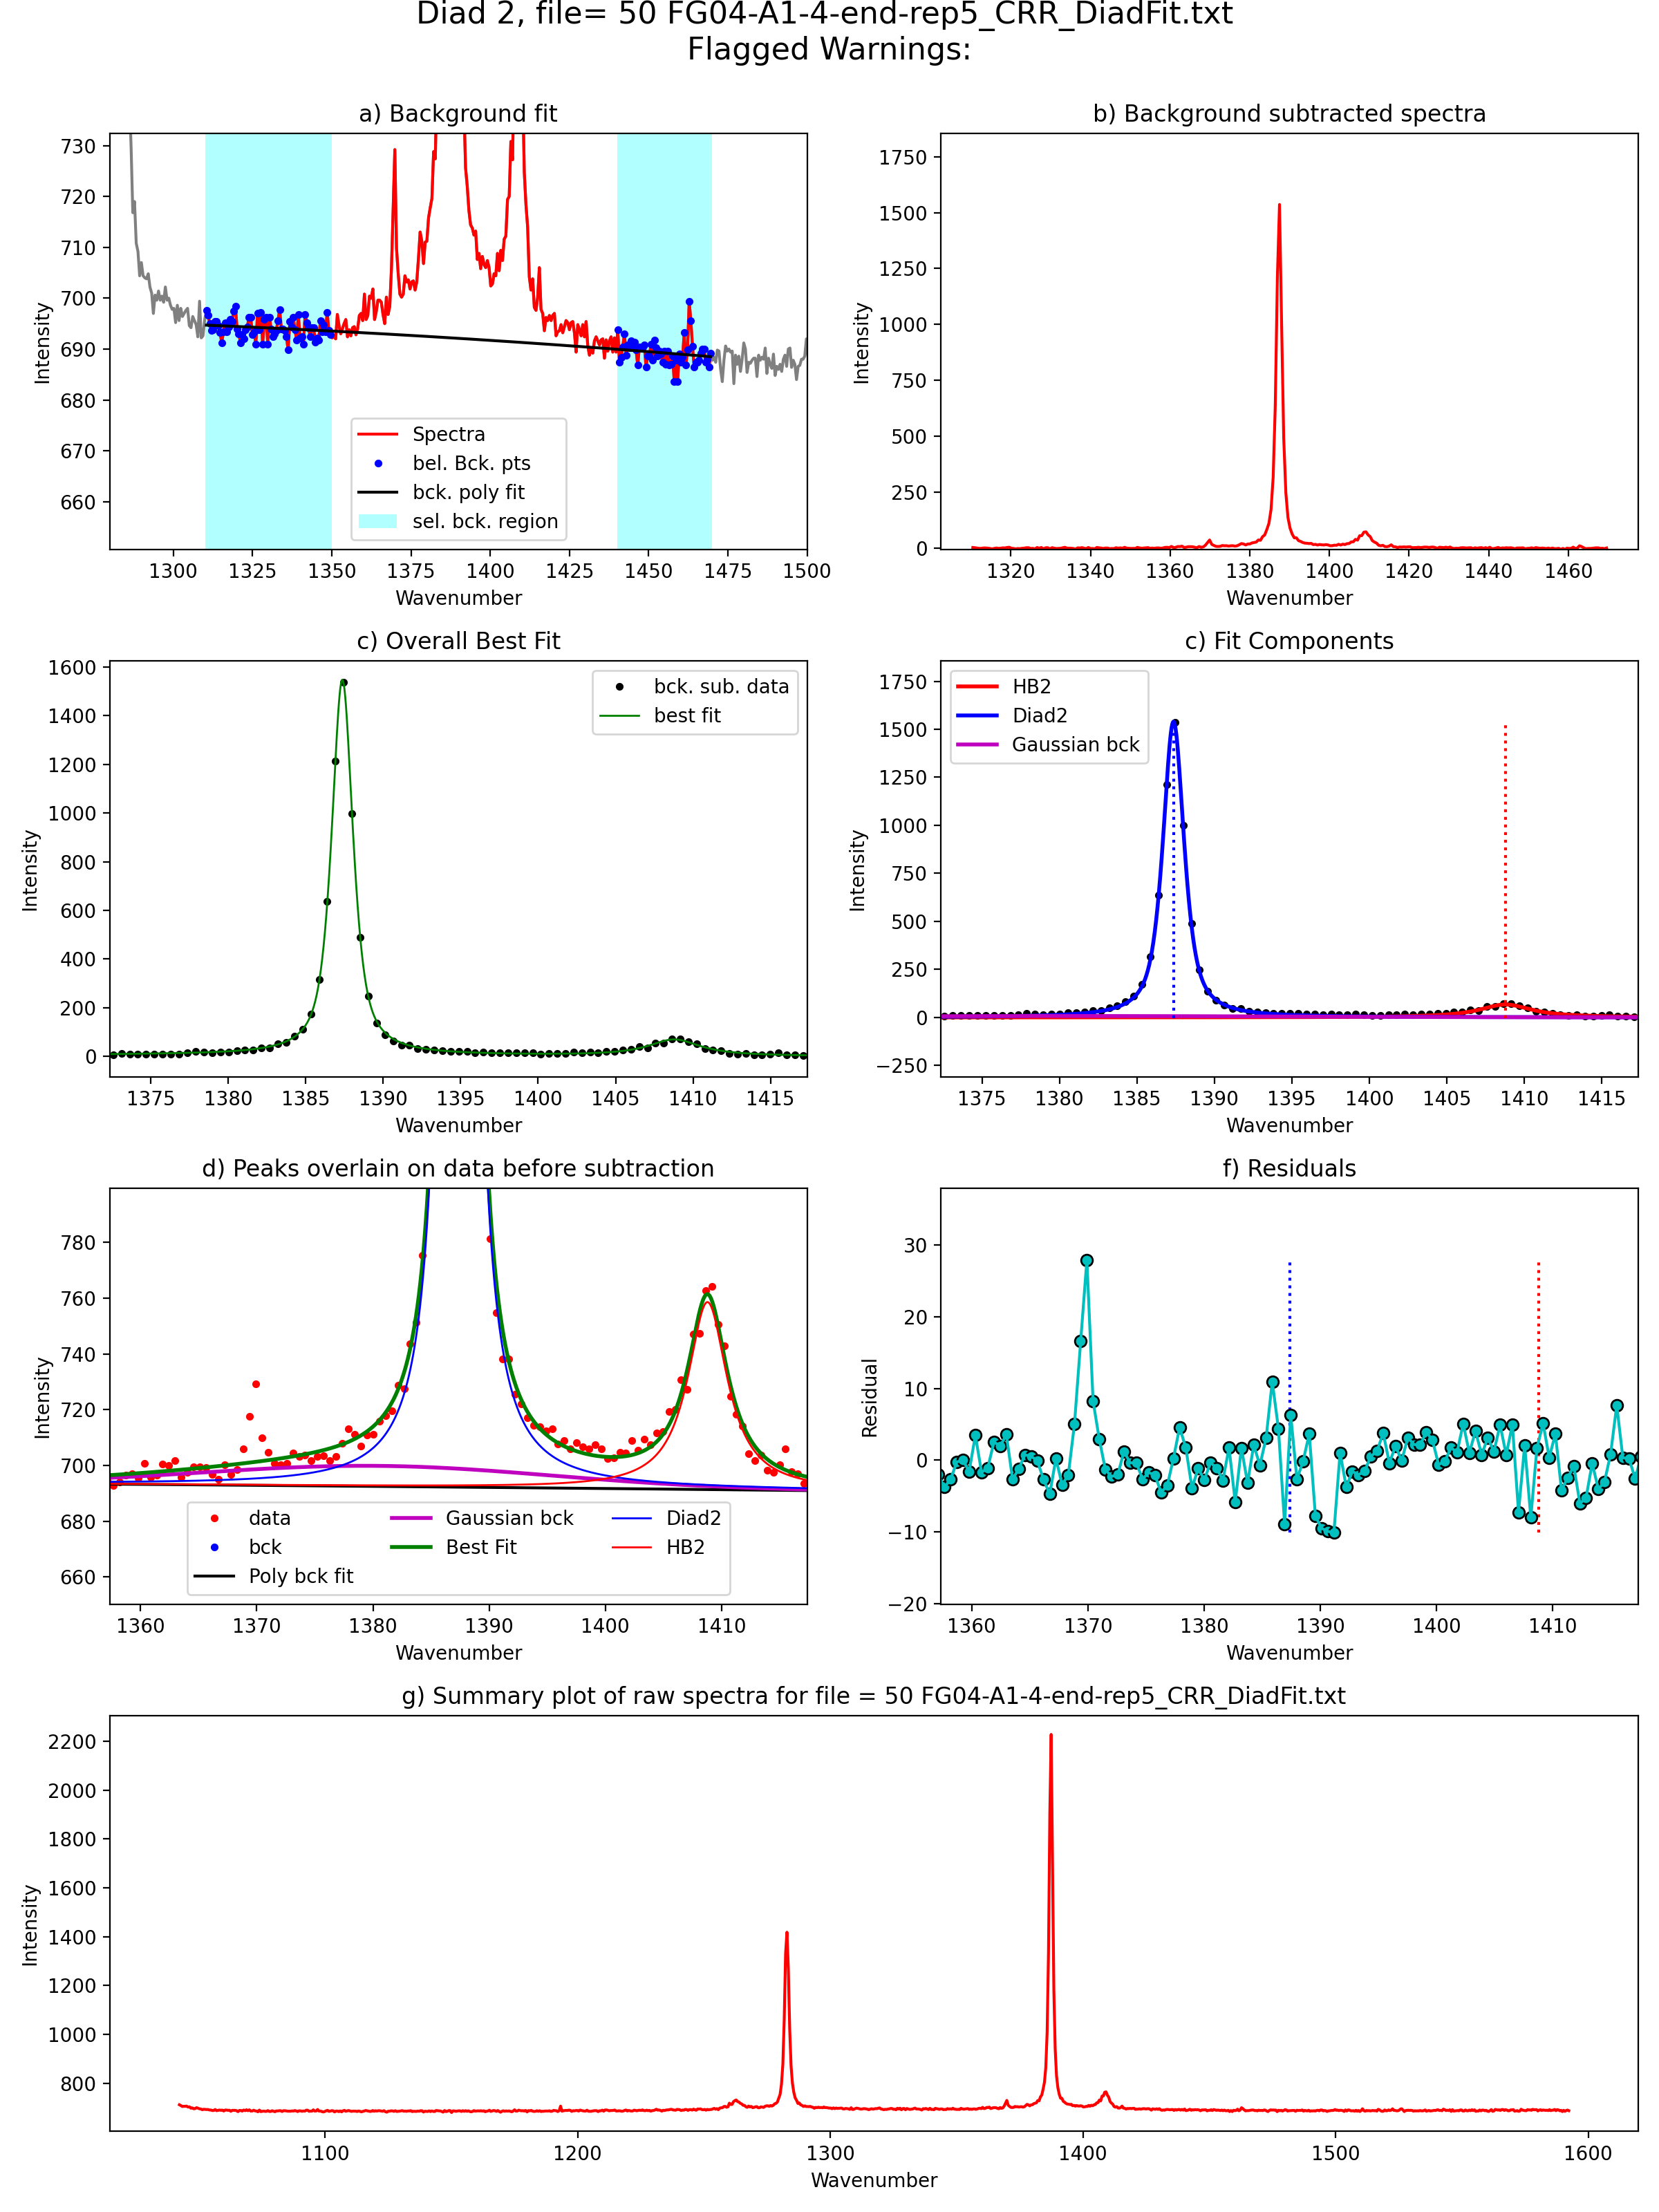 Diad 2, file= 50 FG04-A1-4-end-rep5_CRR_DiadFit.txt
Flagged Warnings:
a) Background fit
730
720
710
700
690
680
670
660
Intensity
Spectra
bel. Bck. pts
bck. poly fit
sel. bck. region
1300 1325 1350 1375 1400 1425 1450 1475 1500
Wavenumber
b) Background subtracted spectra
1750
1500
1250
1000
750
500
250
0
Intensity
1320 1340 1360 1380 1400 1420 1440 1460
Wavenumber
c) Overall Best Fit
1600
1400
1200
1000
800
600
400
200
0
Intensity
bck. sub. data
best fit
1375 1380 1385 1390 1395 1400 1405 1410 1415
Wavenumber
c) Fit Components
1750
1500
1250
1000
750
500
250
0
−250
Intensity
HB2
Diad2
Gaussian bck
1375 1380 1385 1390 1395 1400 1405 1410 1415
Wavenumber
d) Peaks overlain on data before subtraction
780
760
740
720
700
680
660
Intensity
data
bck
Poly bck fit
Gaussian bck
Best Fit
Diad2
HB2
1360 1370 1380 1390 1400 1410
Wavenumber
f) Residuals
30
20
10
0
−10
−20
Residual
1360 1370 1380 1390 1400 1410
Wavenumber
g) Summary plot of raw spectra for file = 50 FG04-A1-4-end-rep5_CRR_DiadFit.txt
2200
2000
1800
1600
1400
1200
1000
800
Intensity
1100 1200 1300 1400 1500 1600
Wavenumber